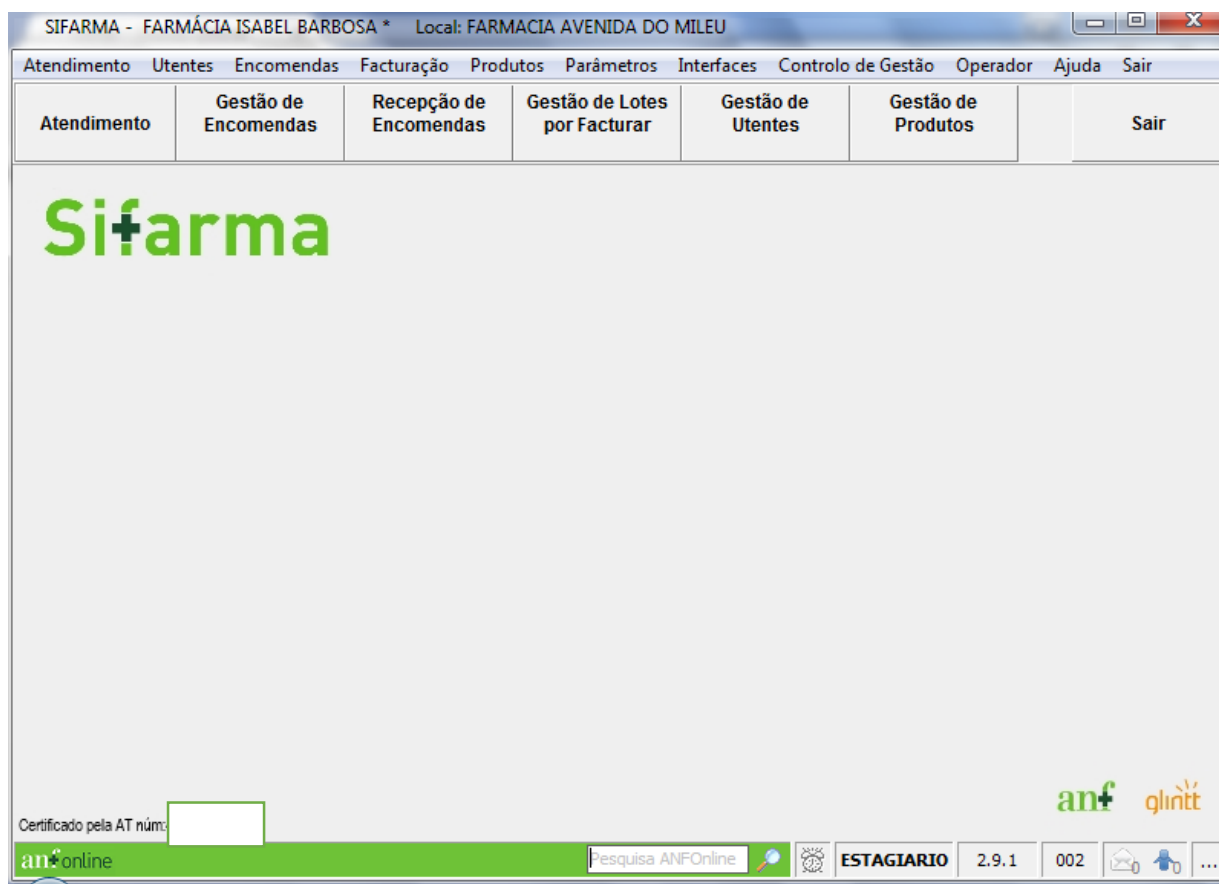 SIFARMA - FARMÁCIA ISABEL BARBOSA * Local: FARMACIA AVENIDA DO MILEU
Atendimento Utentes Encomendas Facturação Produtos Parâmetros Interfaces Controlo de Gestão Operador Ajuda Sair
Atendimento
Gestão de
Encomendas
Recepção de
Encomendas
Gestão de Lotes
por Facturar
Gestão de
Utentes
Gestão de
Produtos
Sair
Sifarma
anf glintt
Certificado pela AT núm:
anf online Pesquisa ANFOnline ESTAGIARIO 2.9.1 002 0 0 ...